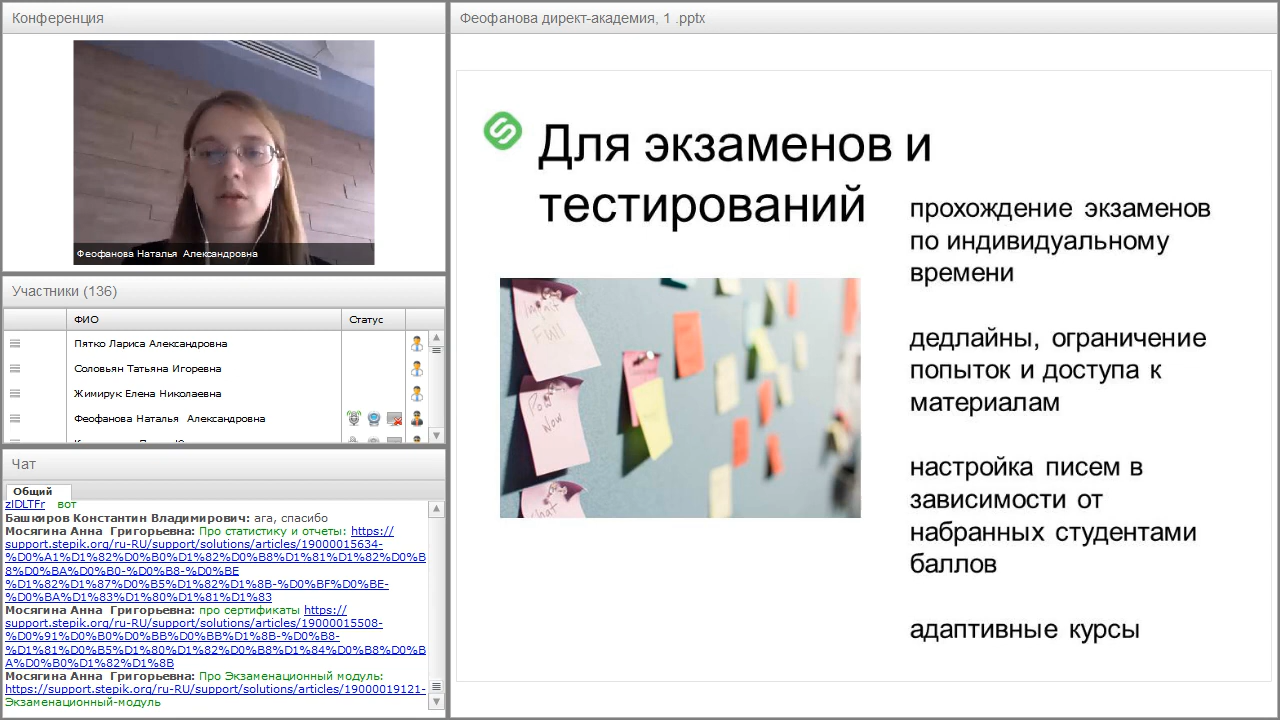 Конференция
Феофанова Наталья Александровна
Участники (136)
ФИО Статус
Пятко Лариса Александровна
Соловьян Татьяна Игоревна
Жимирук Елена Николаевна
Феофанова Наталья Александровна
Чат
Общий
zlDLTFr вот
Башкиров Константин Владимирович: ага, спасибо
Мосягина Анна Григорьевна: Про статистику и отчеты: https://
support.stepik.org/ru-RU/support/solutions/articles/19000015634-
%D0%A1%D1%82%D0%B0%D1%82%D0%B8%D1%81%D1%82%D0%B
8%D0%BA%D0%B0-%D0%B8-%D0%BE
%D1%82%D1%87%D0%B5%D1%82%D1%8B-%D0%BF%D0%BE-
%D0%BA%D1%83%D1%80%D1%81%D1%83
Мосягина Анна Григорьевна: про сертификаты https://
support.stepik.org/ru-RU/support/solutions/articles/19000015508-
%D0%91%D0%B0%D0%BB%D0%BB%D1%8B-%D0%B8-
%D1%81%D0%B5%D1%80%D1%82%D0%B8%D1%84%D0%B8%D0%B
A%D0%B0%D1%82%D1%8B
Мосягина Анна Григорьевна: Про Экзаменационный модуль:
https://support.stepik.org/ru-RU/support/solutions/articles/19000019121-
Экзаменационный-модуль
Феофанова директ-академия, 1 .pptx
Для экзаменов и
тестирований
прохождение экзаменов
по индивидуальному
времени
дедлайны, ограничение
попыток и доступа к
материалам
настройка писем в
зависимости от
набранных студентами
баллов
адаптивные курсы
Full
Now